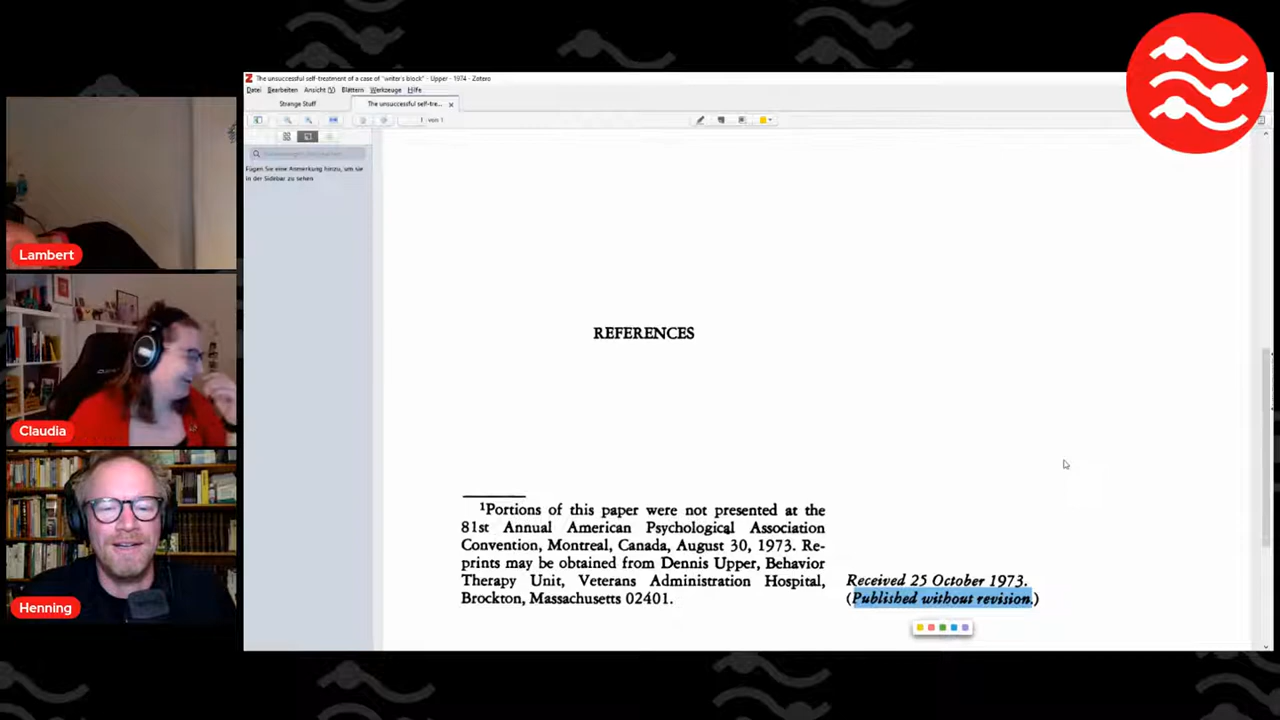 The unsuccessful self-treatment of a case of "writer's block" - Upper - 1974 - Zotero
Datei Bearbeiten Ansicht (V) Blättern Werkzeuge Hilfe
Strange Stuff
The unsuccessful self-tre...
1 von 1
Fügen Sie eine Anmerkung hinzu, um sie
in der Sidebar zu sehen
Lambert
Claudia
Henning
REFERENCES
¹Portions of this paper were not presented at the
81st Annual American Psychological Association
Convention, Montreal, Canada, August 30, 1973. Re-
prints may be obtained from Dennis Upper, Behavior
Therapy Unit, Veterans Administration Hospital,
Brockton, Massachusetts 02401.
Received 25 October 1973.
(Published without revision.)